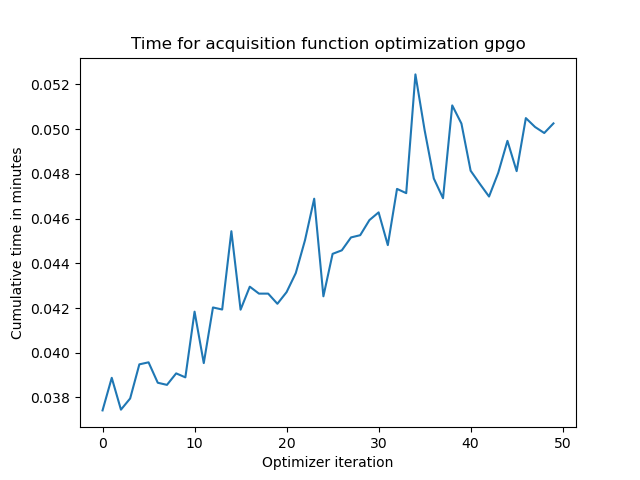 Time for acquisition function optimization gpgo
0.052
0.050
0.048
0.046
0.044
0.042
0.040
0.038
Cumulative time in minutes
0 10 20 30 40 50
Optimizer iteration